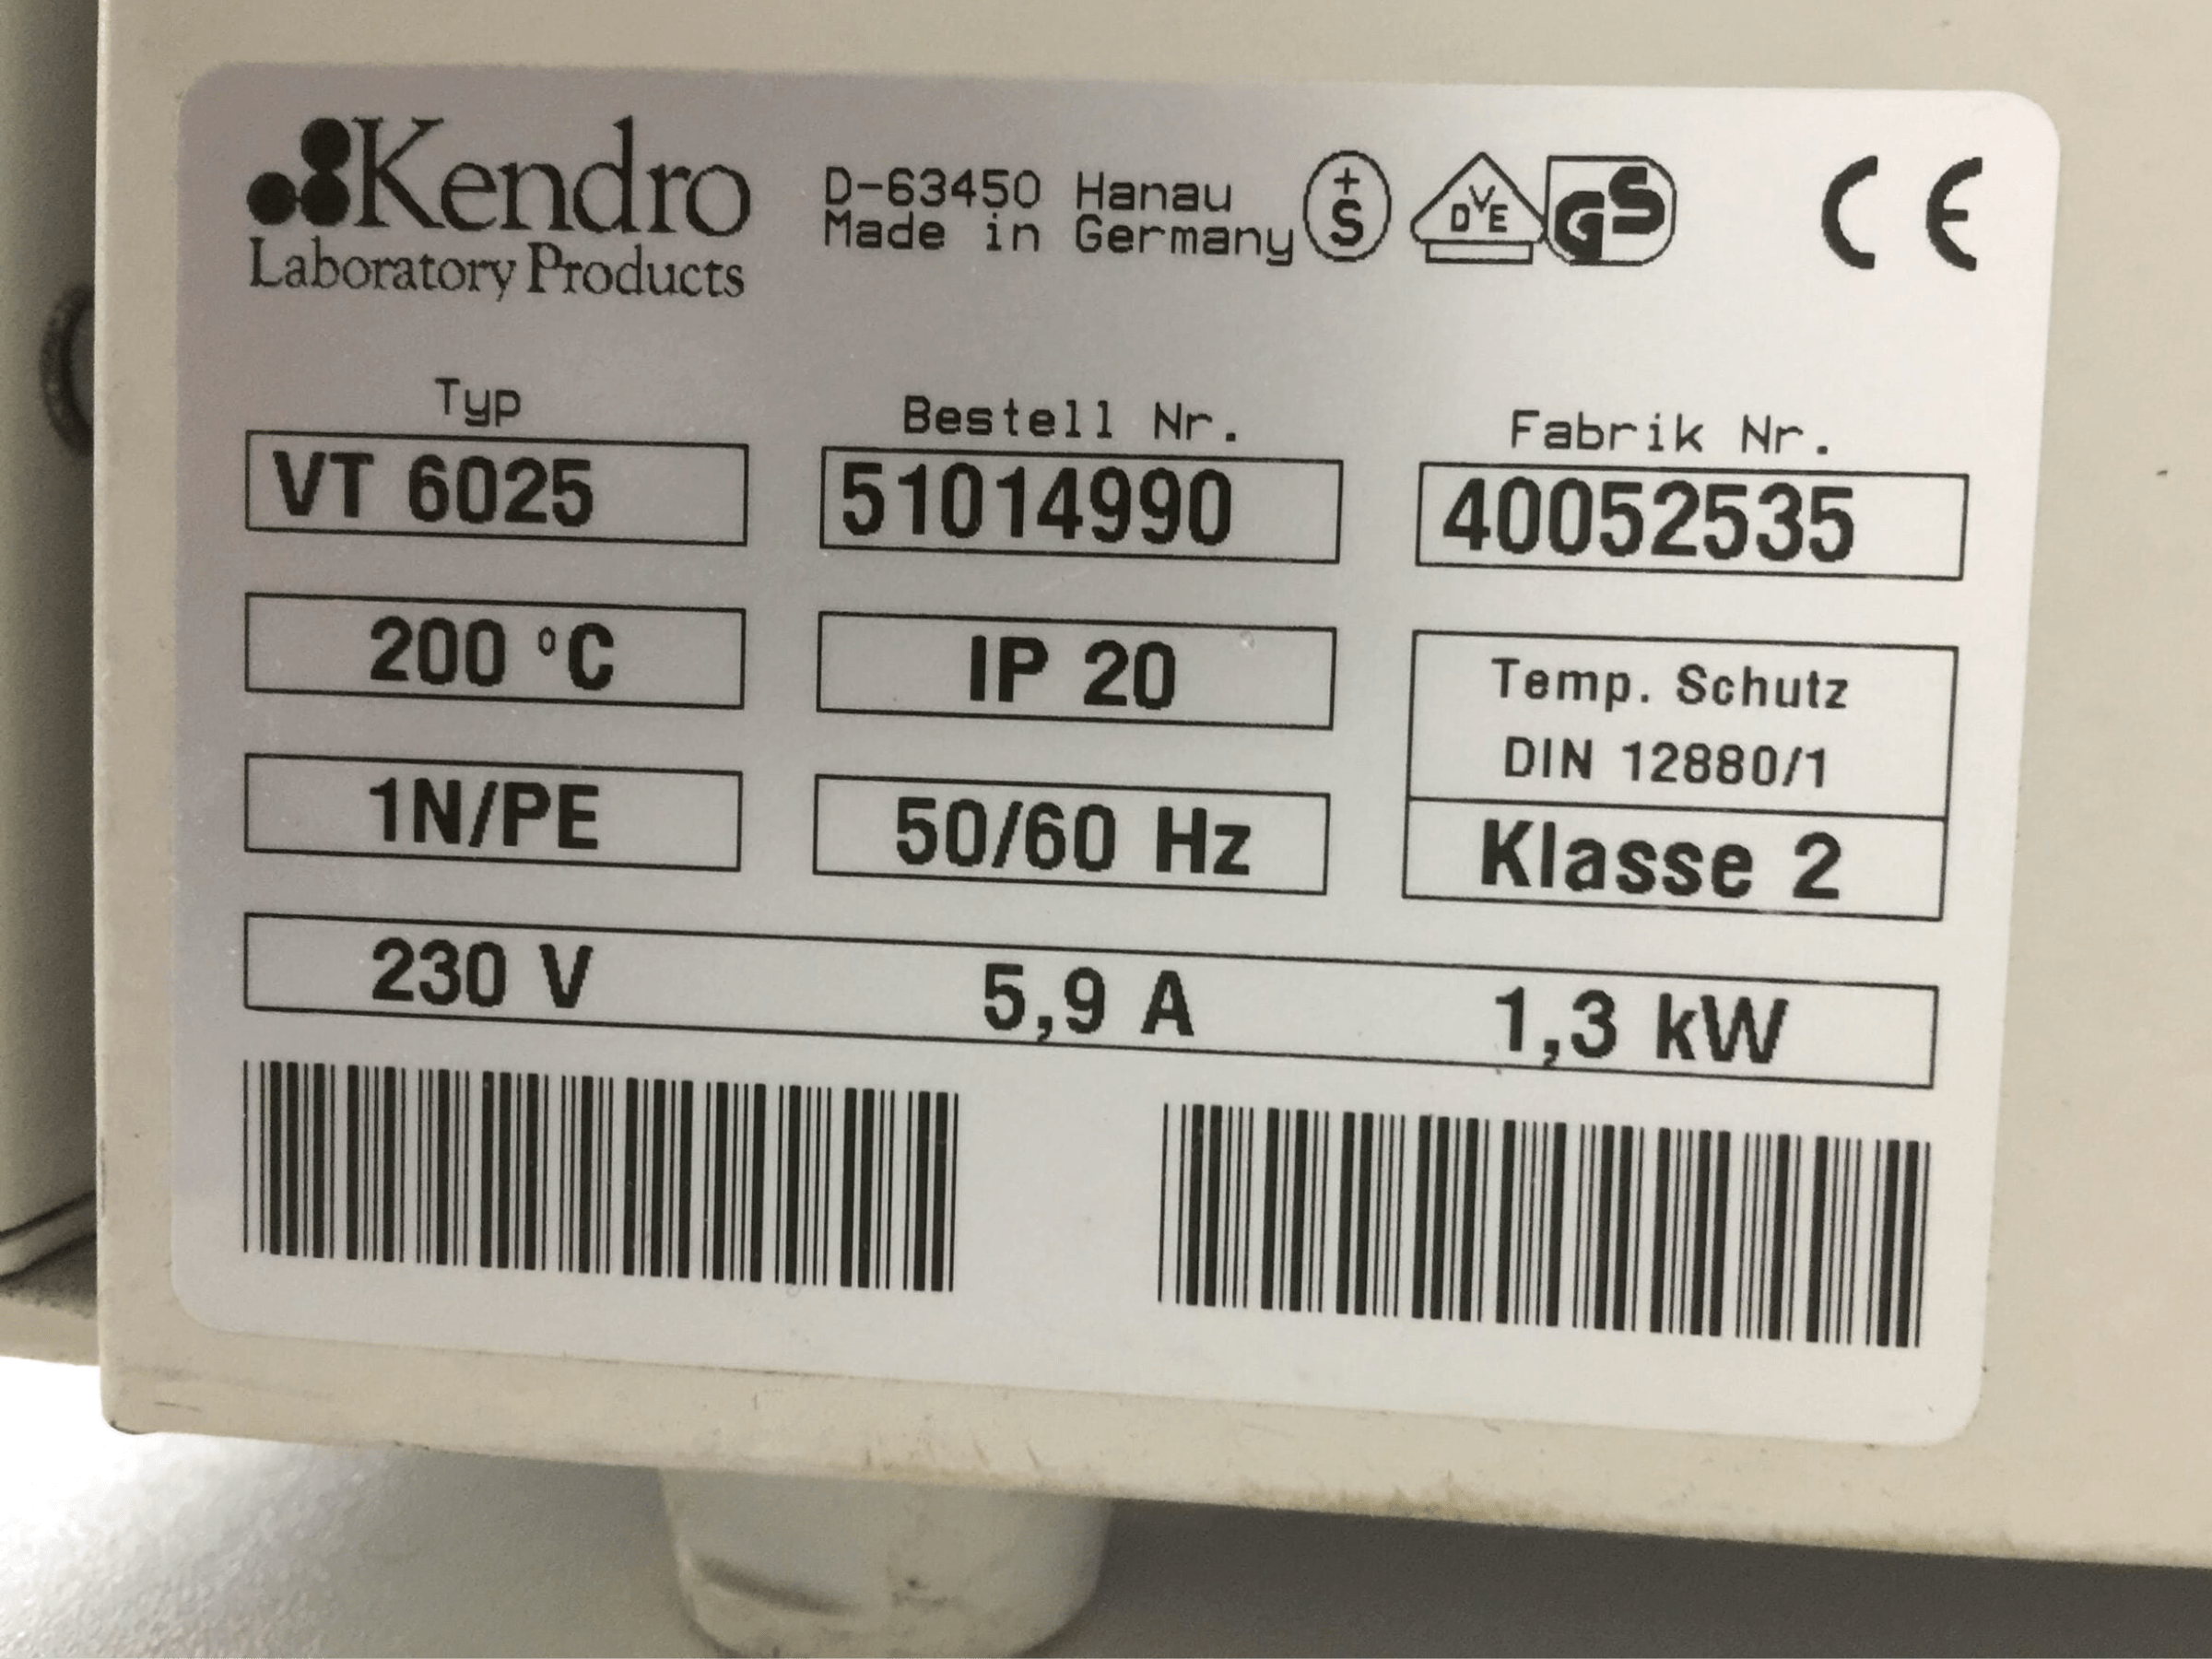 Kendro
Laboratory Products
D-63450 Hanau
Made in Germany
+S
DVE
GS
CE
Typ
VT 6025
Bestell Nr.
51014990
Fabrik Nr.
40052535
200 °C
IP 20
Temp. Schutz
DIN 12880/1
Klasse 2
1N/PE
50/60 Hz
230 V 5,9 A 1,3 kW